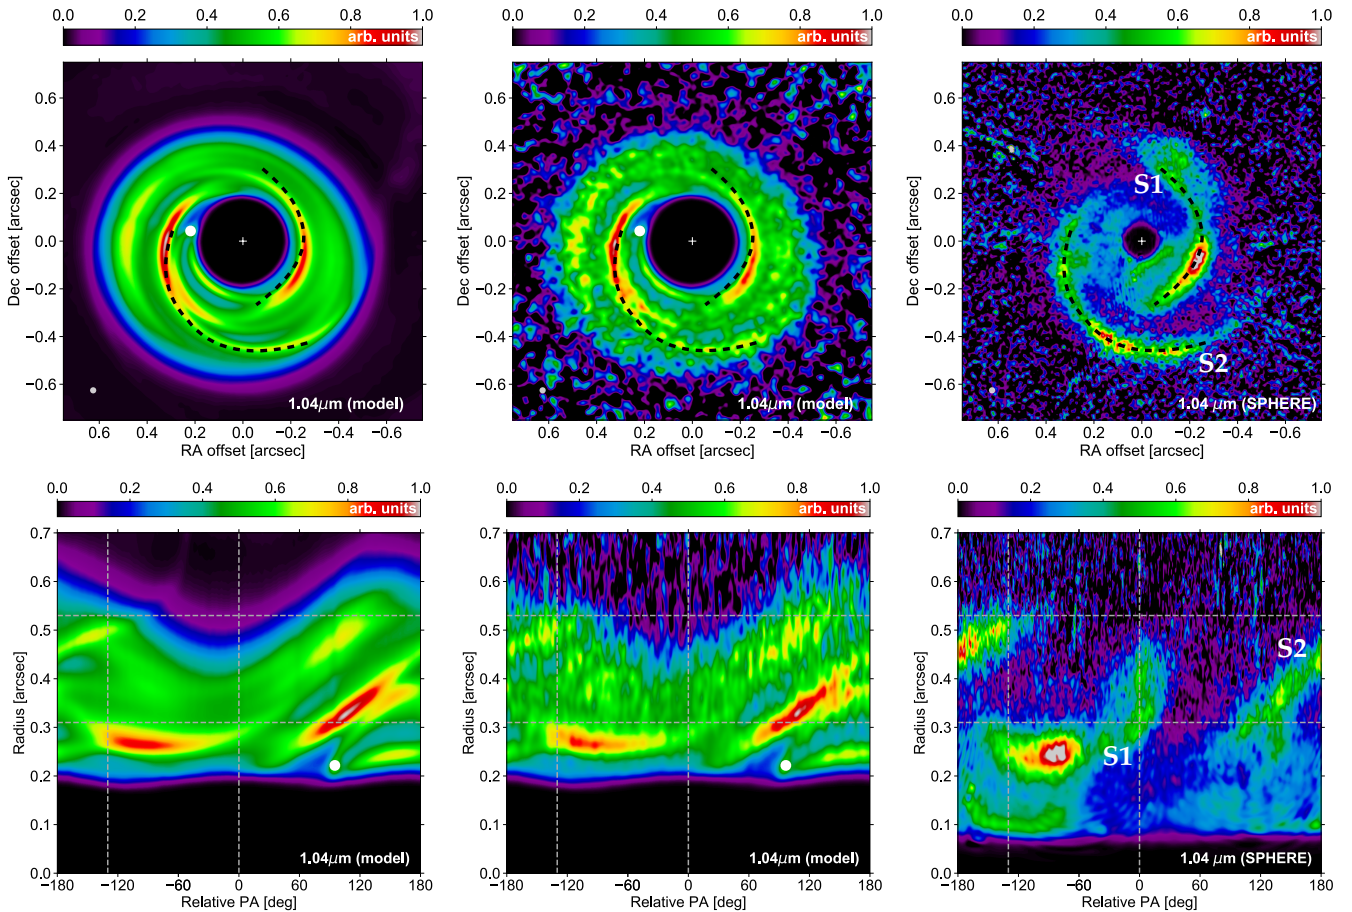 0.0 0.2 0.4 0.6 0.8 1.0
arb. units
0.6
0.4
0.2
0.0
−0.2
−0.4
−0.6
Dec offset [arcsec]
1.04μm (model)
0.6 0.4 0.2 0.0 −0.2 −0.4 −0.6
RA offset [arcsec]
0.0 0.2 0.4 0.6 0.8 1.0
arb. units
0.6
0.4
0.2
0.0
−0.2
−0.4
−0.6
Dec offset [arcsec]
1.04μm (model)
0.6 0.4 0.2 0.0 −0.2 −0.4 −0.6
RA offset [arcsec]
0.0 0.2 0.4 0.6 0.8 1.0
arb. units
0.6
0.4
0.2
0.0
−0.2
−0.4
−0.6
Dec offset [arcsec]
S1
S2
1.04 μm (SPHERE)
0.6 0.4 0.2 0.0 −0.2 −0.4 −0.6
RA offset [arcsec]
0.0 0.2 0.4 0.6 0.8 1.0
arb. units
0.7
0.6
0.5
0.4
0.3
0.2
0.1
0.0
Radius [arcsec]
1.04μm (model)
−180 −120 −60 0 60 120 180
Relative PA [deg]
0.0 0.2 0.4 0.6 0.8 1.0
arb. units
0.7
0.6
0.5
0.4
0.3
0.2
0.1
0.0
Radius [arcsec]
1.04μm (model)
−180 −120 −60 0 60 120 180
Relative PA [deg]
0.0 0.2 0.4 0.6 0.8 1.0
arb. units
0.7
0.6
0.5
0.4
0.3
0.2
0.1
0.0
Radius [arcsec]
S2
S1
1.04 μm (SPHERE)
−180 −120 −60 0 60 120 180
Relative PA [deg]